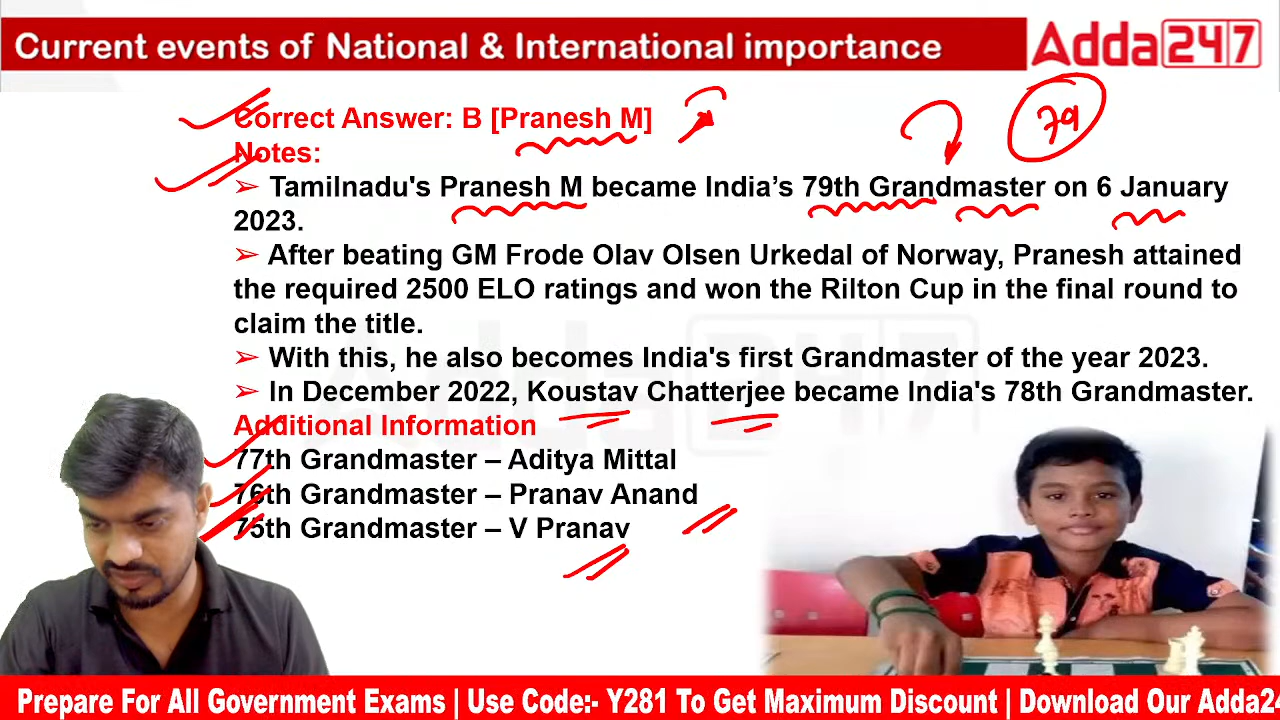 Current events of National & International importance
Adda247
79
Correct Answer: B [Pranesh M]
Notes:
➢ Tamilnadu's Pranesh M became India’s 79th Grandmaster on 6 January
2023.
➢ After beating GM Frode Olav Olsen Urkedal of Norway, Pranesh attained
the required 2500 ELO ratings and won the Rilton Cup in the final round to
claim the title.
➢ With this, he also becomes India's first Grandmaster of the year 2023.
➢ In December 2022, Koustav Chatterjee became India's 78th Grandmaster.
Additional Information
77th Grandmaster – Aditya Mittal
76th Grandmaster – Pranav Anand
75th Grandmaster – V Pranav
Adda247
Prepare For All Government Exams | Use Code:- Y281 To Get Maximum Discount | Download Our Adda2